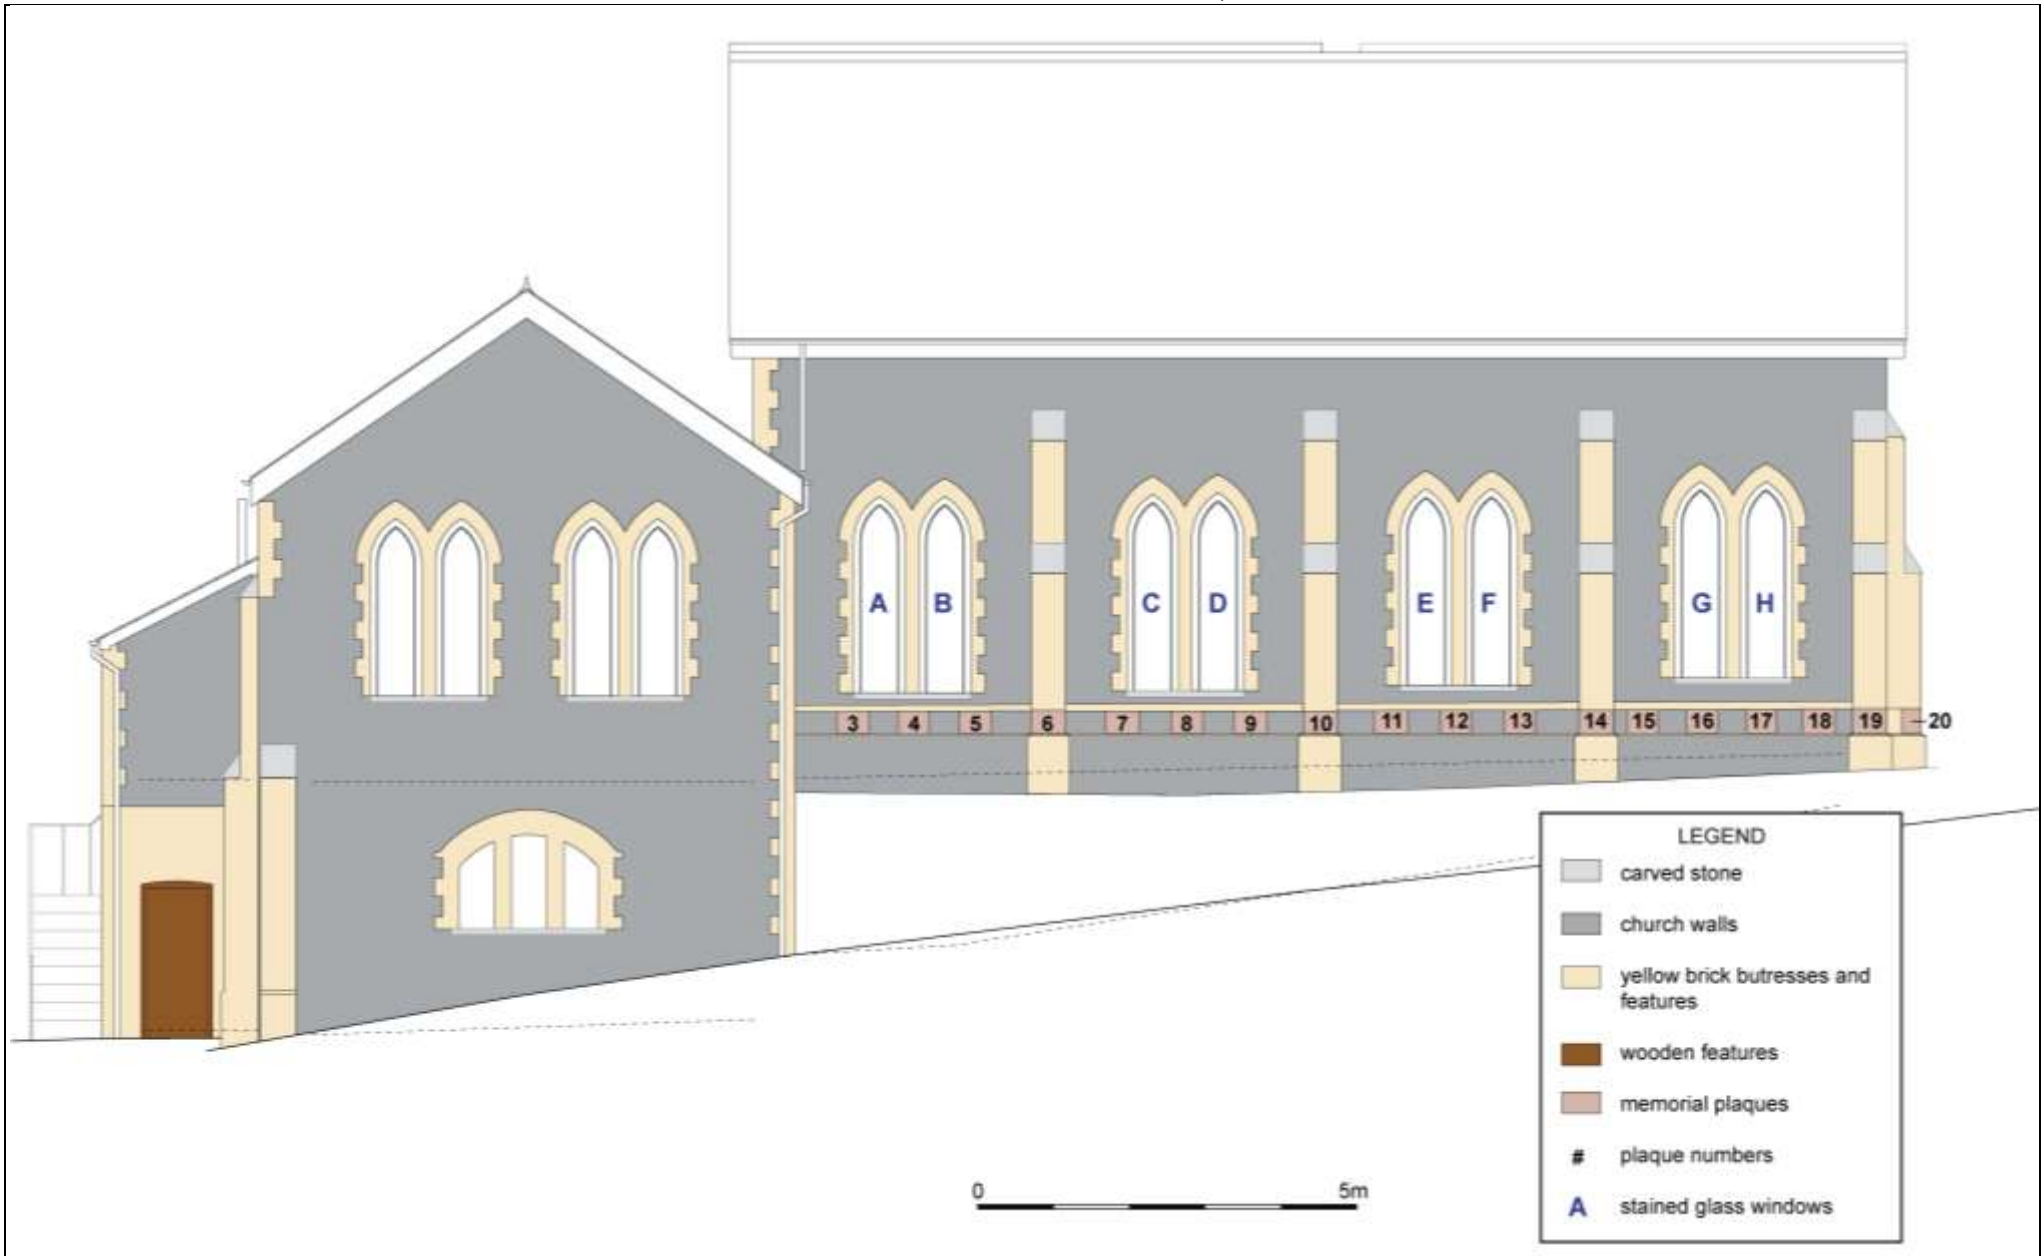 A B C D E F G H
3 4 5 6 7 8 9 10 11 12 13 14 15 16 17 18 19 20
LEGEND
carved stone
church walls
yellow brick butresses and
features
wooden features
memorial plaques
# plaque numbers
A stained glass windows
0 5m